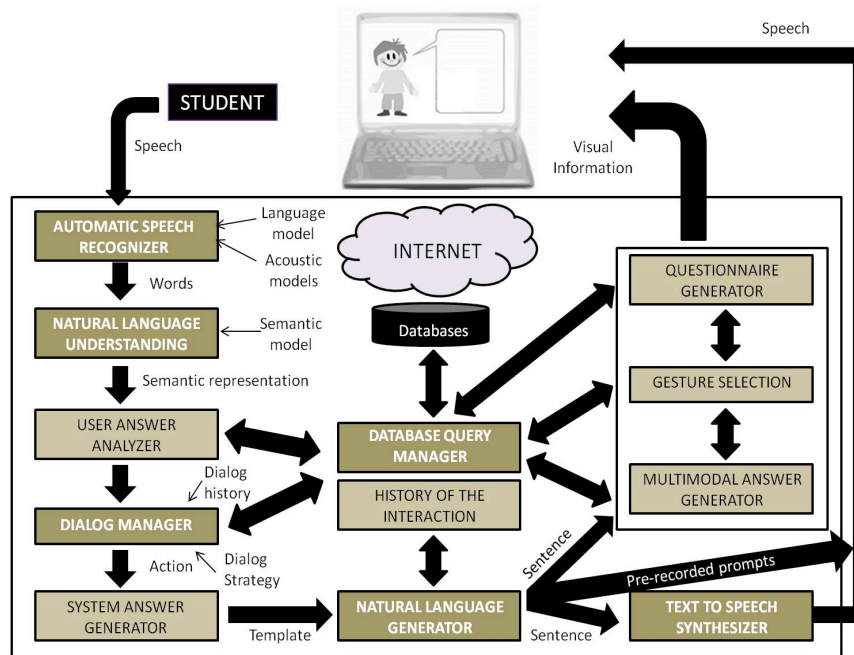 Speech
STUDENT
Speech
Visual
Information
AUTOMATIC SPEECH
RECOGNIZER
Language
model
Acoustic
models
INTERNET
Words
QUESTIONNAIRE
GENERATOR
Databases
NATURAL LANGUAGE
UNDERSTANDING
Semantic
model
Semantic representation
GESTURE SELECTION
USER ANSWER
ANALYZER
DATABASE QUERY
MANAGER
Dialog
history
HISTORY OF THE
INTERACTION
MULTIMODAL ANSWER
GENERATOR
DIALOG MANAGER
Action
Dialog
Strategy
Sentence
Pre-recorded prompts
SYSTEM ANSWER
GENERATOR
Template
NATURAL LANGUAGE
GENERATOR
Sentence
TEXT TO SPEECH
SYNTHESIZER